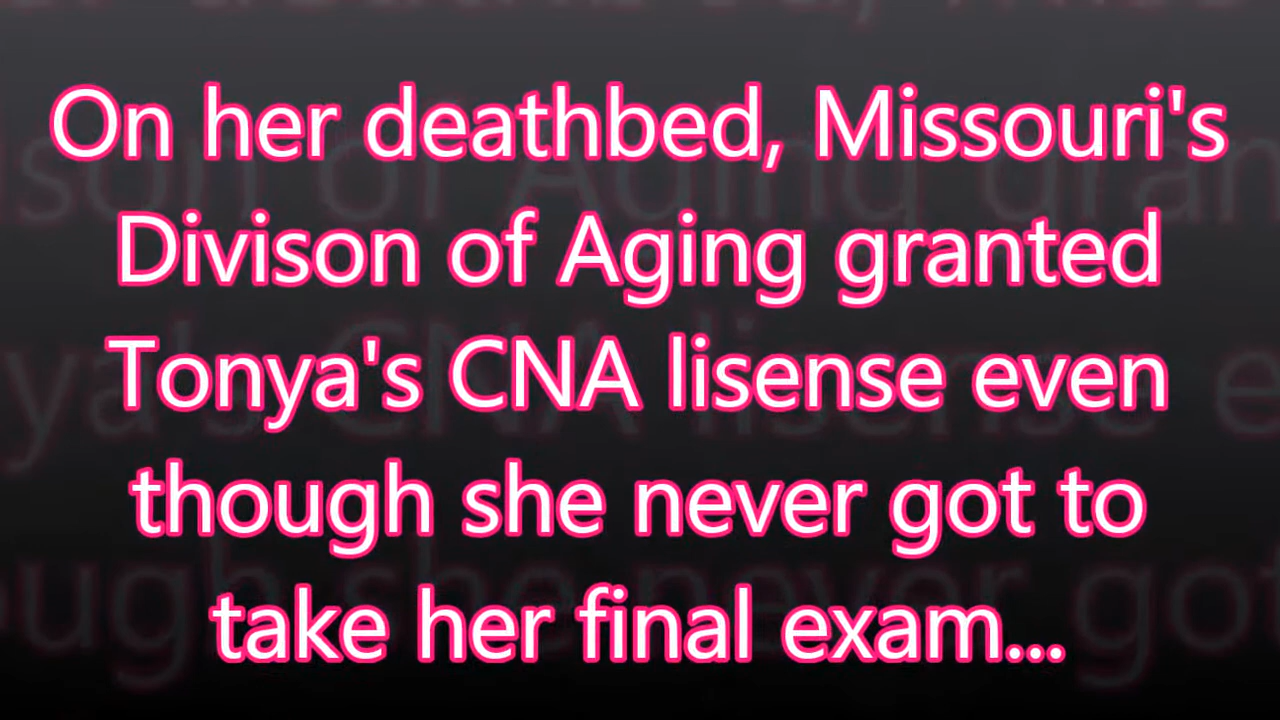 On her deathbed, Missouri's
Divison of Aging granted
Tonya's CNA lisense even
though she never got to
take her final exam...